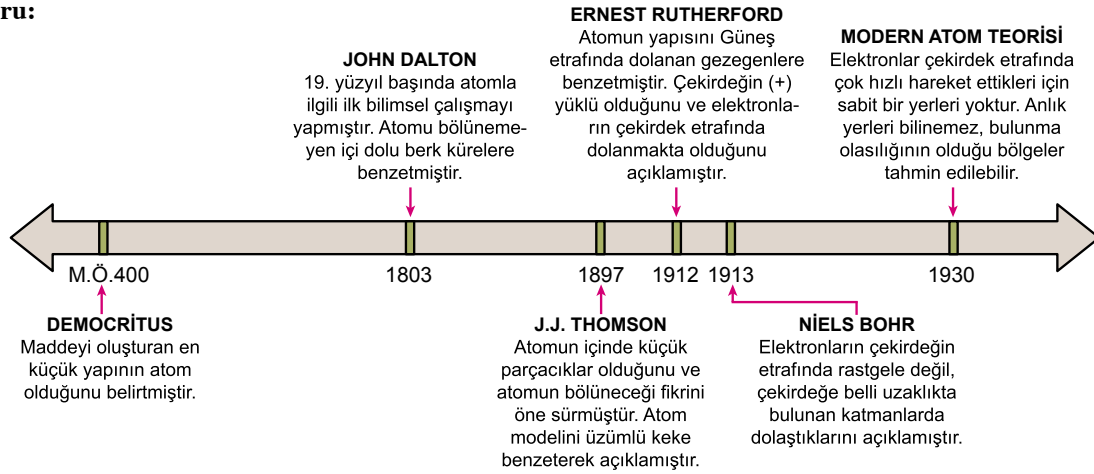 ru:
ERNEST RUTHERFORD
Atomun yapısını Güneş
etrafında dolanan gezegenlere
benzetmiştir. Çekirdeğin (+)
yüklü olduğunu ve elektronla-
rın çekirdek etrafında
dolanmakta olduğunu
açıklamıştır.
JOHN DALTON
19. yüzyıl başında atomla
ilgili ilk bilimsel çalışmayı
yapmıştır. Atomu bölüneme-
yen içi dolu berk kürelere
benzetmiştir.
MODERN ATOM TEORİSİ
Elektronlar çekirdek etrafında
çok hızlı hareket ettikleri için
sabit bir yerleri yoktur. Anlık
yerleri bilinemez, bulunma
olasılığının olduğu bölgeler
tahmin edilebilir.
M.Ö.400
1803
1897
1912
1913
1930
DEMOCRİTUS
Maddeyi oluşturan en
küçük yapının atom
olduğunu belirtmiştir.
J.J. THOMSON
Atomun içinde küçük
parçacıklar olduğunu ve
atomun bölüneceği fikrini
öne sürmüştür. Atom
modelini üzümlü keke
benzeterek açıklamıştır.
NİELS BOHR
Elektronların çekirdeğin
etrafında rastgele değil,
çekirdeğe belli uzaklıkta
bulunan katmanlarda
dolaştıklarını açıklamıştır.